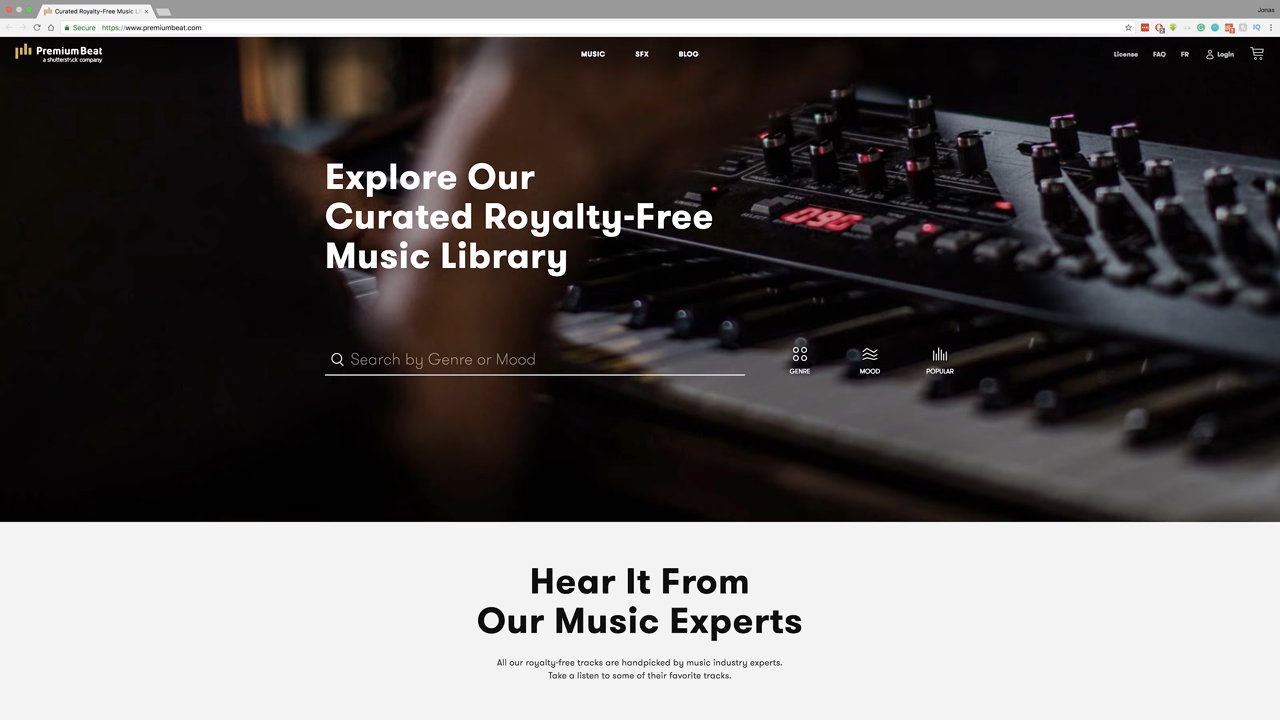 Curated Royalty-Free Music Li
Jonas
Secure
https://www.premiumbeat.com
PremiumBeat
a shutterstock company
MUSIC
SFX
BLOG
License
FAQ
FR
Login
Explore Our
Curated Royalty-Free
Music Library
090
Search by Genre or Mood
GENRE
MOOD
POPULAR
Hear It From
Our Music Experts
All our royalty-free tracks are handpicked by music industry experts.
Take a listen to some of their favorite tracks.